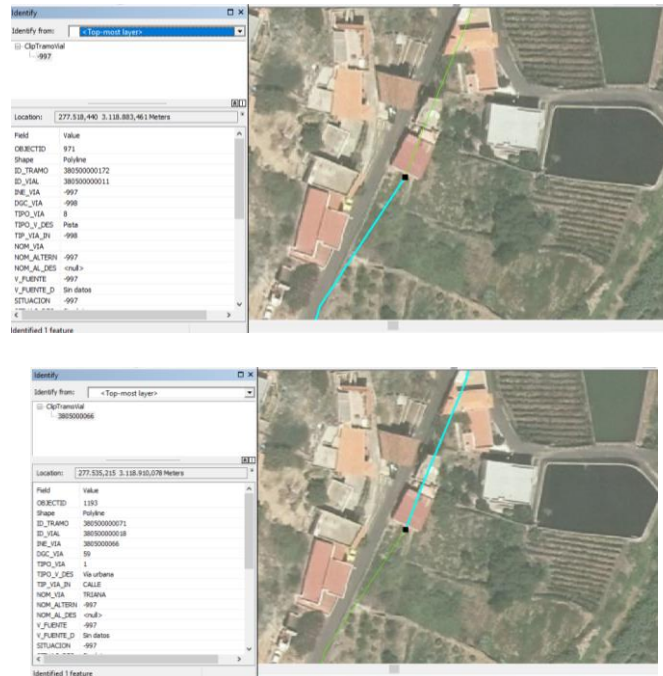 Identify
Identify from: <Top-most layer>
ClipTramoVial
-997
Location: 277.518,440 3.118.883,461 Meters
Field Value
OBJECTID 971
Shape Polyline
ID_TRAMO 380500000172
ID_VIAL 380500000011
INE_VIA -997
DGC_VIA -998
TIPO_VIA 8
TIPO_V_DES Pista
TIP_VIA_IN -998
NOM_VIA
NOM_ALTERN -997
NOM_AL_DES <null>
V_FUENTE -997
V_FUENTE_D Sin datos
SITUACION -997
Identified 1 feature
Identify
Identify from: <Top-most layer>
ClipTramoVial
3805000066
Location: 277.535,215 3.118.910,078 Meters
Field Value
OBJECTID 1193
Shape Polyline
ID_TRAMO 380500000071
ID_VIAL 380500000018
INE_VIA 3805000066
DGC_VIA 59
TIPO_VIA 1
TIPO_V_DES Vía urbana
TIP_VIA_IN CALLE
NOM_VIA TRIANA
NOM_ALTERN -997
NOM_AL_DES <null>
V_FUENTE -997
V_FUENTE_D Sin datos
SITUACION -997
Identified 1 feature